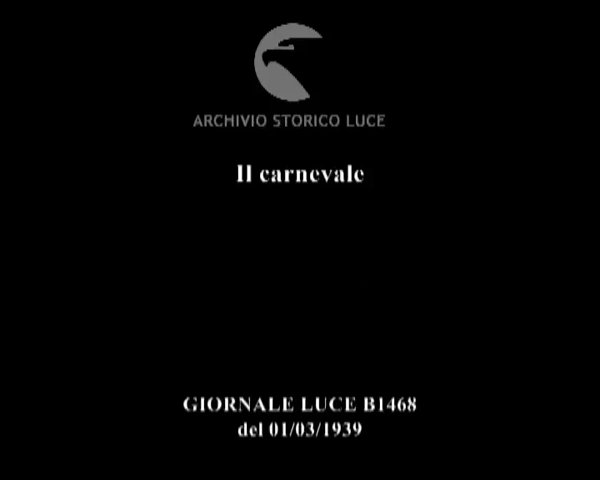 ARCHIVIO STORICO LUCE
Il carnevale
GIORNALE LUCE B1468
del 01/03/1939